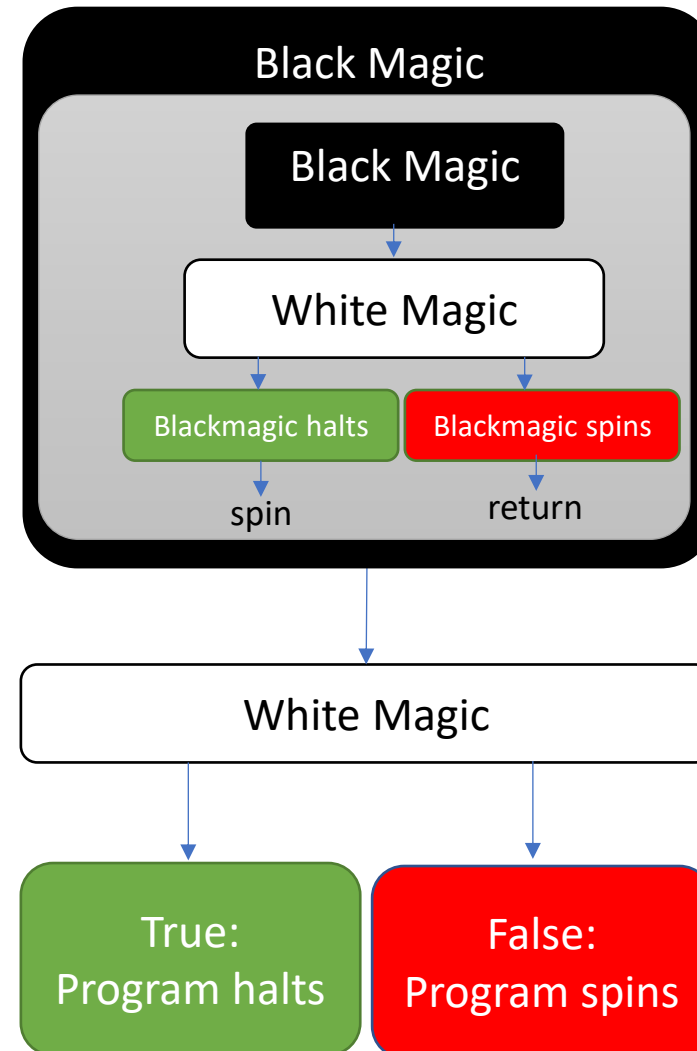 Black Magic
Black Magic
White Magic
Blackmagic halts
Blackmagic spins
spin
return
White Magic
True:
Program halts
False:
Program spins